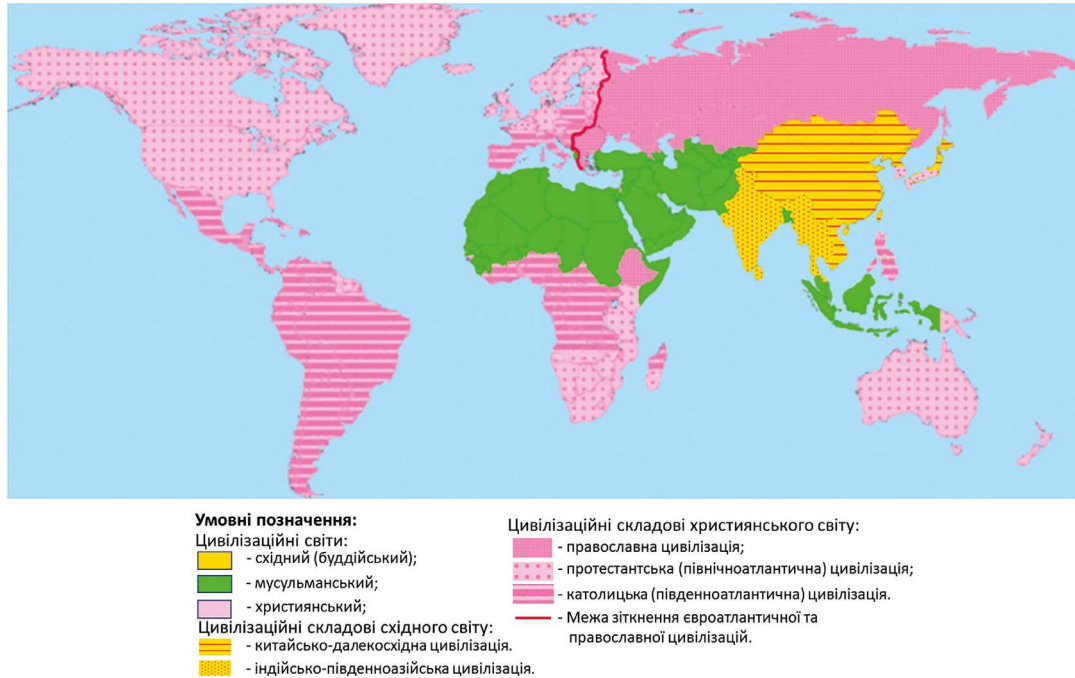 Умовні позначення:
Цивілізаційні світи:
- східний (буддійський);
- мусульманський;
- християнський;
Цивілізаційні складові східного світу:
- китайсько-далекосхідна цивілізація.
- індійсько-південноазійська цивілізація.
Цивілізаційні складові християнського світу:
- православна цивілізація;
- протестантська (північноатлантична) цивілізація;
- католицька (південноатлантична) цивілізація.
- Межа зіткнення євроатлантичної та
православної цивілізацій.